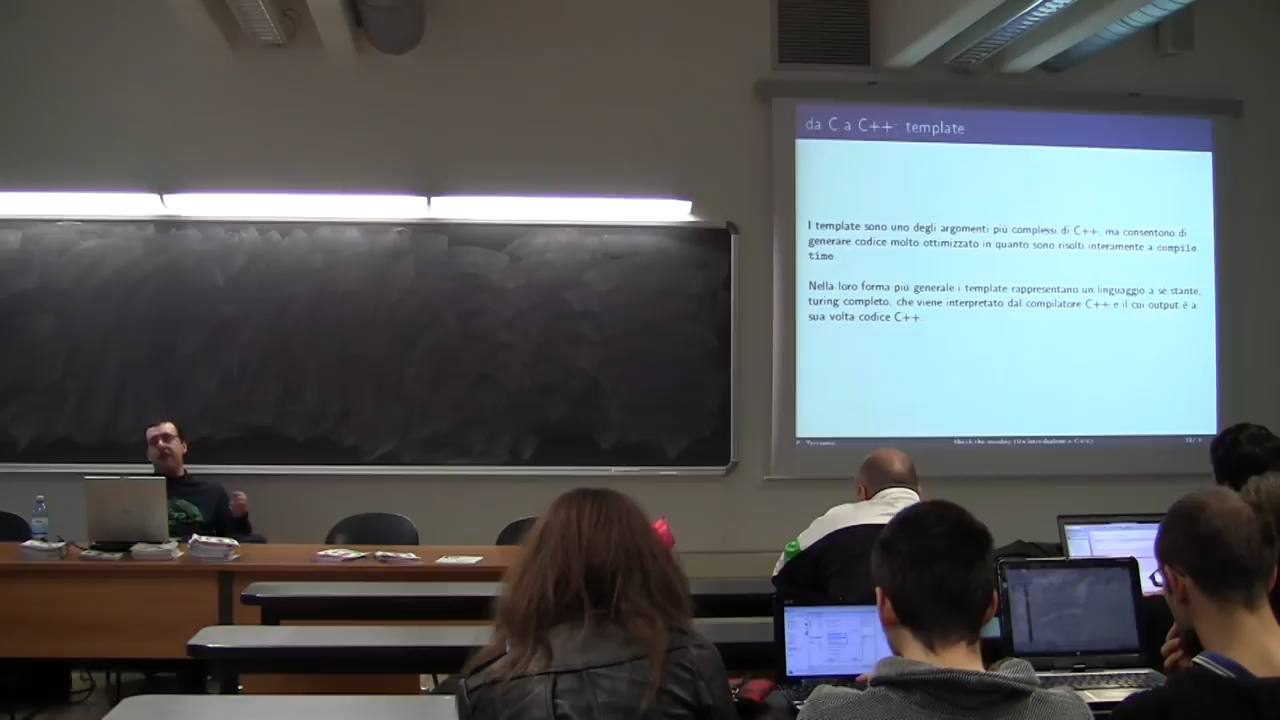 da C a C++: template
I template sono uno degli argomenti più complessi di C++, ma consentono di
generare codice molto ottimizzato in quanto sono risolti interamente a compile
time.
Nella loro forma più generale i template rappresentano un linguaggio a sé stante,
turing completo, che viene interpretato dal compilatore C++ e il cui output è a
sua volta codice C++.